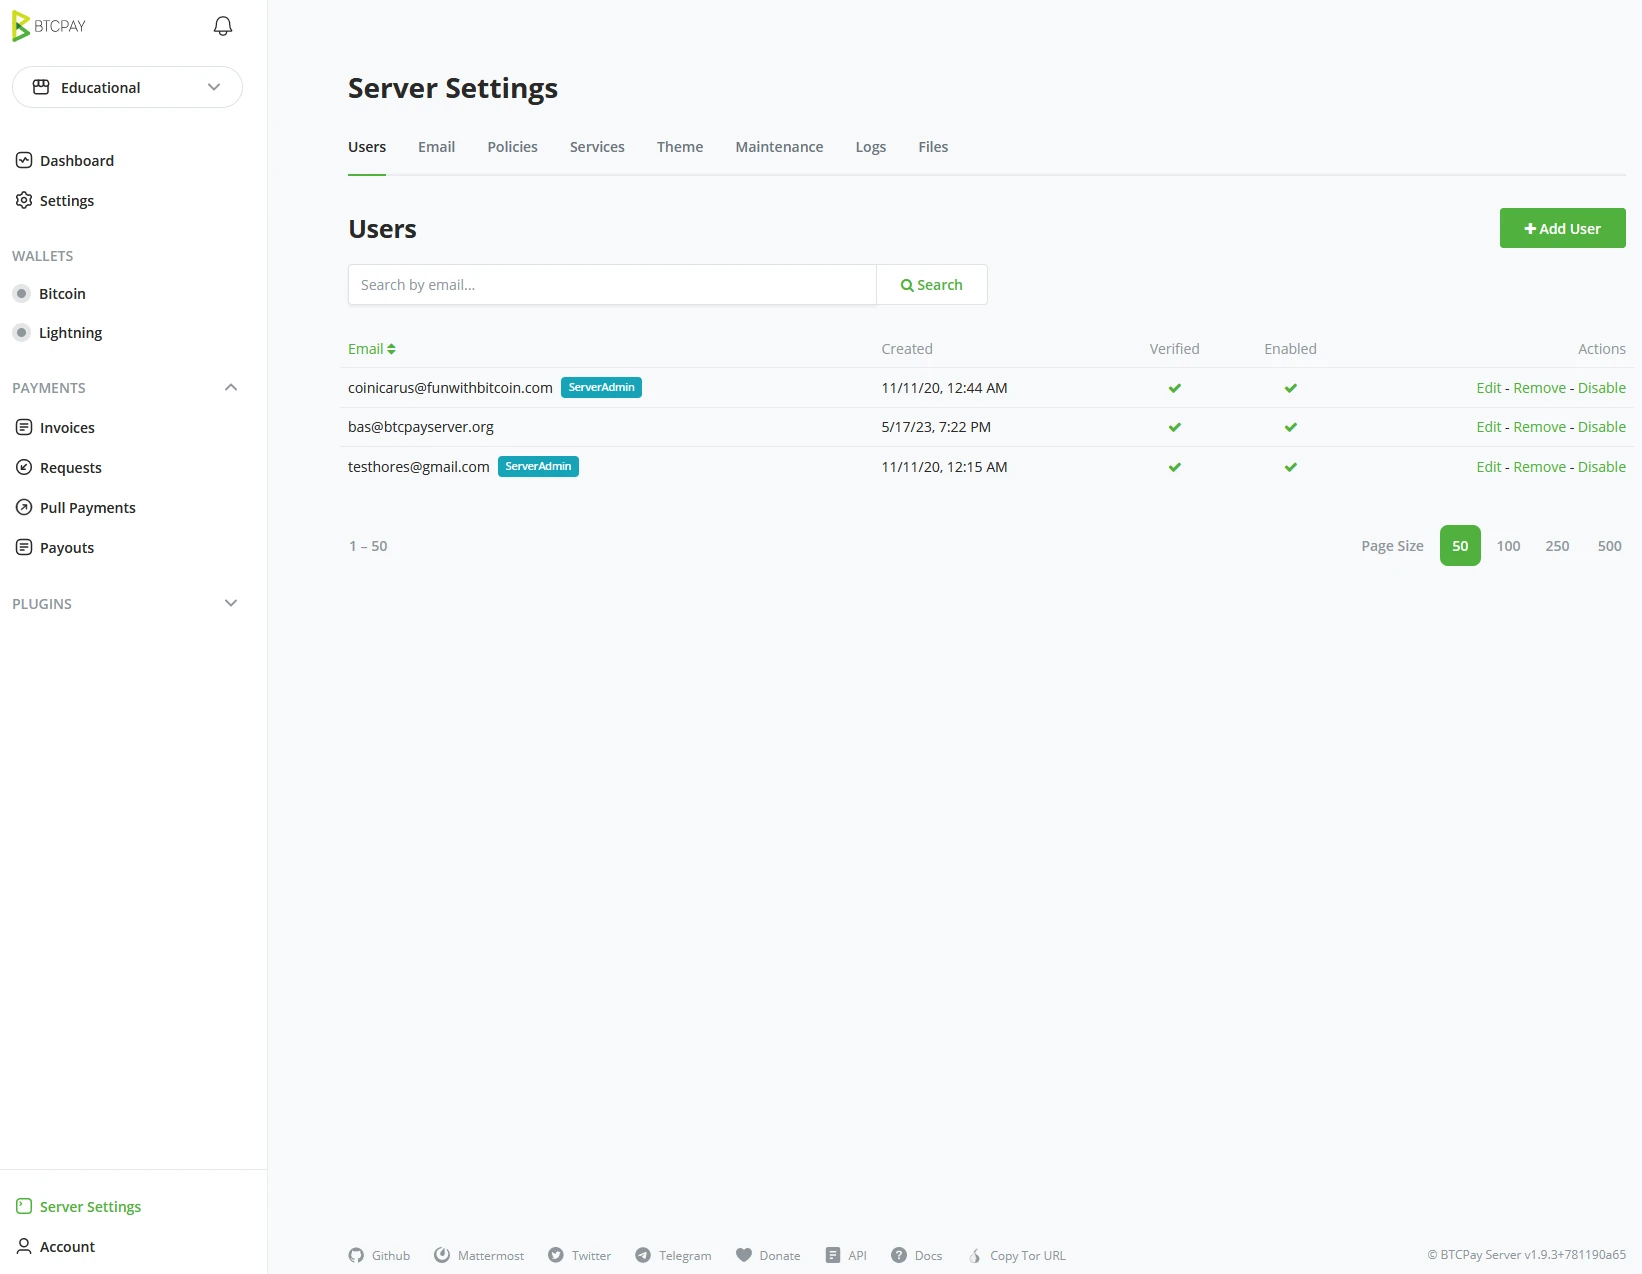 BTCPAY
Educational
Dashboard
Settings
WALLETS
Bitcoin
Lightning
PAYMENTS
Invoices
Requests
Pull Payments
Payouts
PLUGINS
Server Settings
Account
Server Settings
Users Email Policies Services Theme Maintenance Logs Files
Users
Add User
Search by email...
Search
Email Created Verified Enabled Actions
coinicarus@funwithbitcoin.com ServerAdmin 11/11/20, 12:44 AM Edit - Remove - Disable
bas@btcpayserver.org 5/17/23, 7:22 PM Edit - Remove - Disable
testhores@gmail.com ServerAdmin 11/11/20, 12:15 AM Edit - Remove - Disable
1 – 50 Page Size 50 100 250 500
Github Mattermost Twitter Telegram Donate API Docs Copy Tor URL © BTCPay Server v1.9.3+781190a65